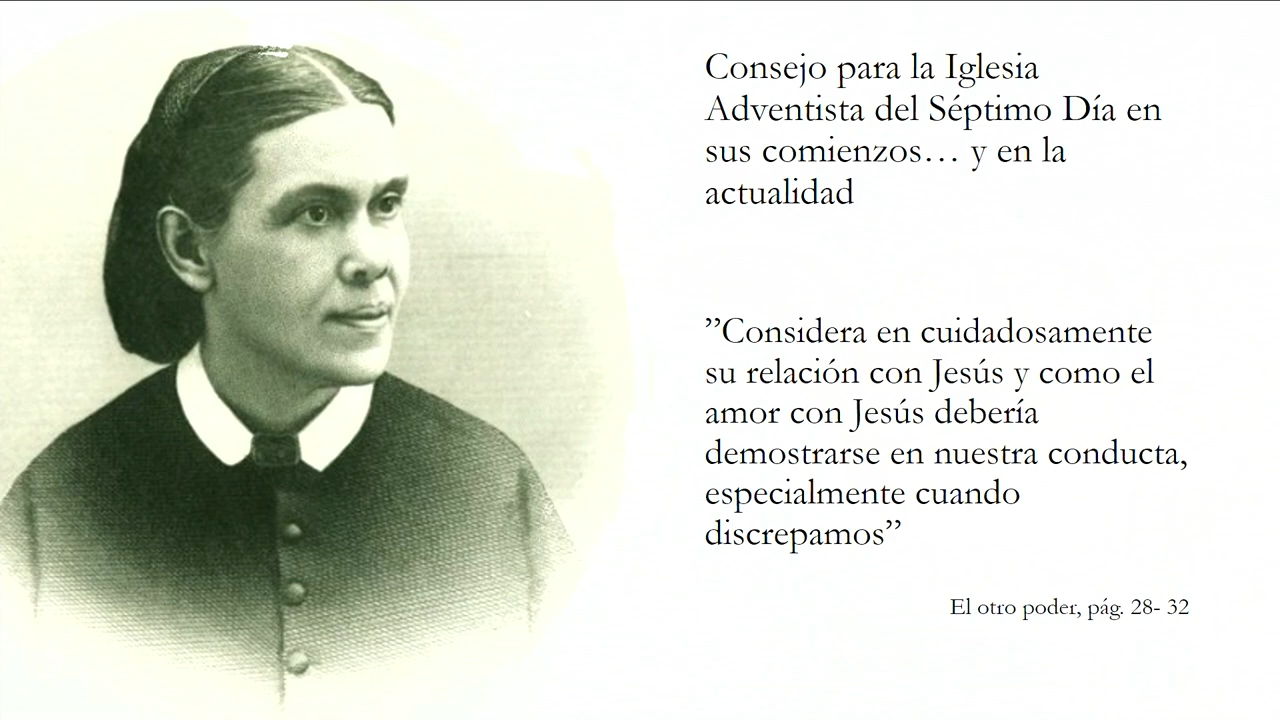 Consejo para la Iglesia
Adventista del Séptimo Día en
sus comienzos… y en la
actualidad
”Considera en cuidadosamente
su relación con Jesús y como el
amor con Jesús debería
demostrarse en nuestra conducta,
especialmente cuando
discrepamos”
El otro poder, pág. 28- 32